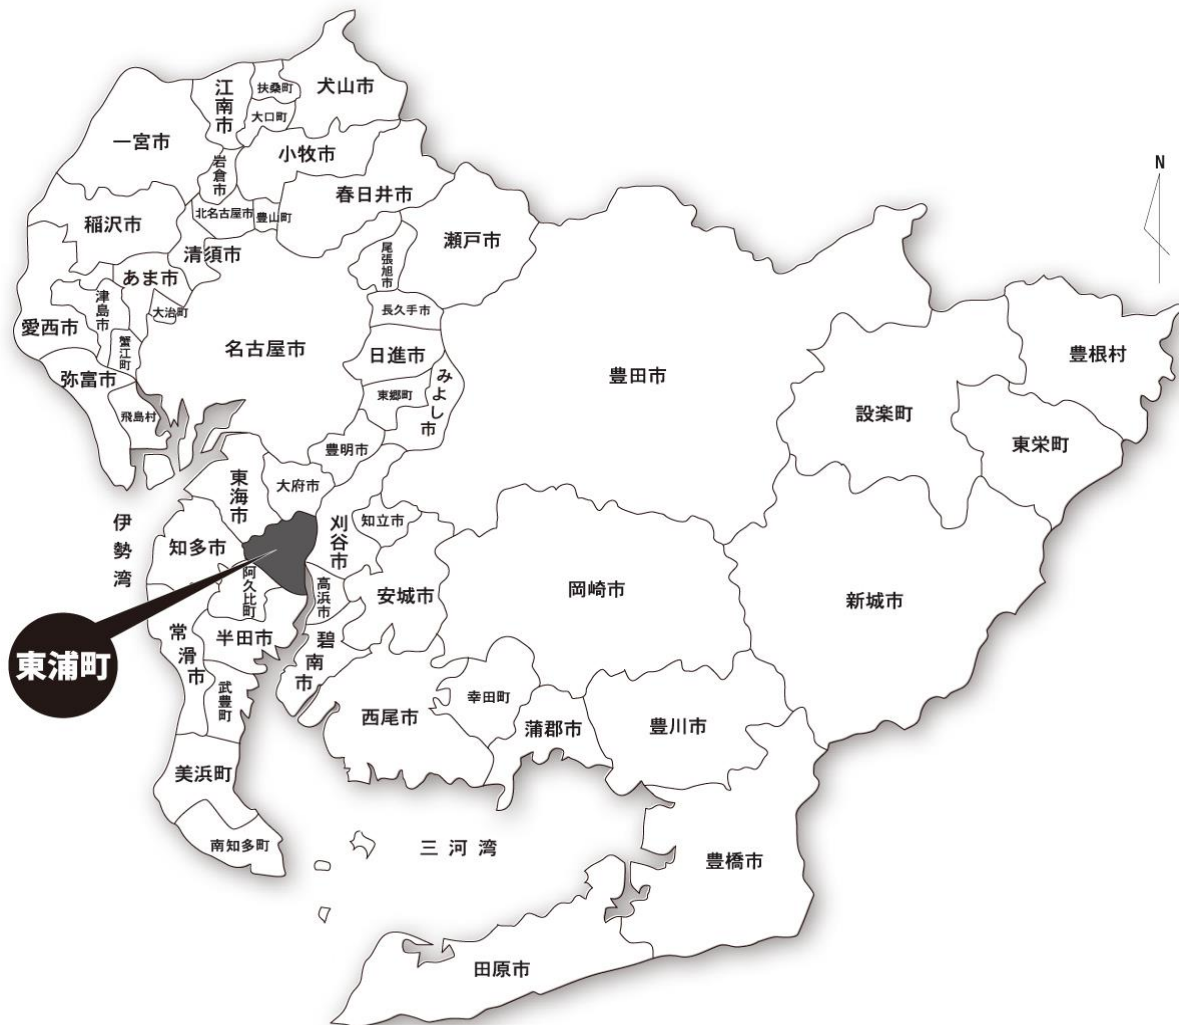 犬山市
扶桑町
江南市
大口町
一宮市
小牧市
岩倉市
春日井市
北名古屋市
豊山町
稲沢市
瀬戸市
清須市
尾張旭市
あま市
津島市
大治町
長久手市
愛西市
蟹江町
名古屋市
日進市
みよし市
弥富市
東郷町
飛島村
豊田市
豊根村
設楽町
東栄町
N
豊明市
東海市
大府市
伊勢湾
知多市
刈谷市
知立市
阿久比町
高浜市
安城市
岡崎市
新城市
東浦町
常滑市
半田市
碧南市
武豊町
西尾市
幸田町
蒲郡市
豊川市
美浜町
南知多町
三河湾
豊橋市
田原市